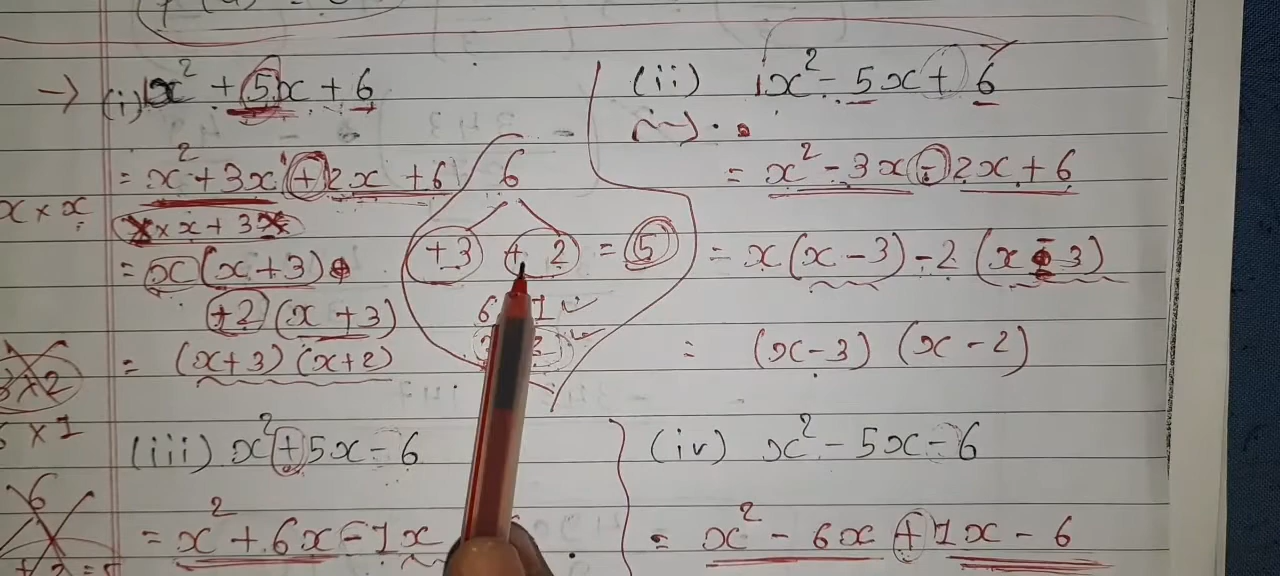 → (i) x² + 5x + 6
= x² + 3x + 2x + 6
x × x
x × x + 3x
= x(x + 3)
+2(x + 3)
= (x+3) (x+2)
6
+3 + 2 = 5
6
(ii) 1x² - 5x + 6
= x² - 3x - 2x + 6
= x(x - 3) - 2(x - 3)
= (x - 3) (x - 2)
× 1
(iii) x² + 5x - 6
= x² + 6x - 1x
6
(iv) x² - 5x - 6
= x² - 6x + 1x - 6